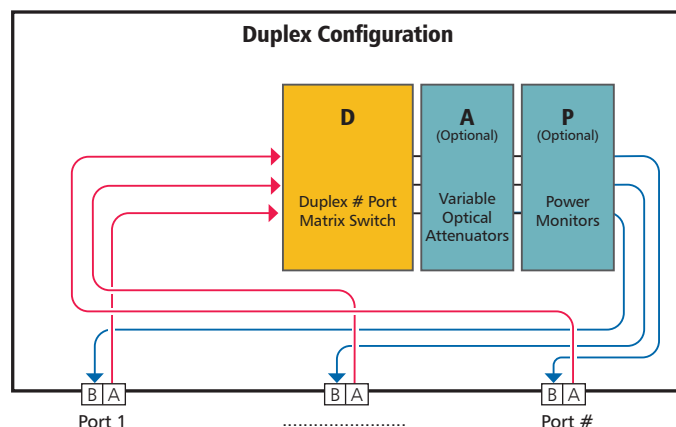 Duplex Configuration
D
Duplex # Port
Matrix Switch
A
(Optional)
Variable
Optical
Attenuators
P
(Optional)
Power
Monitors
B A
B A
B A
Port 1
.......................
Port #